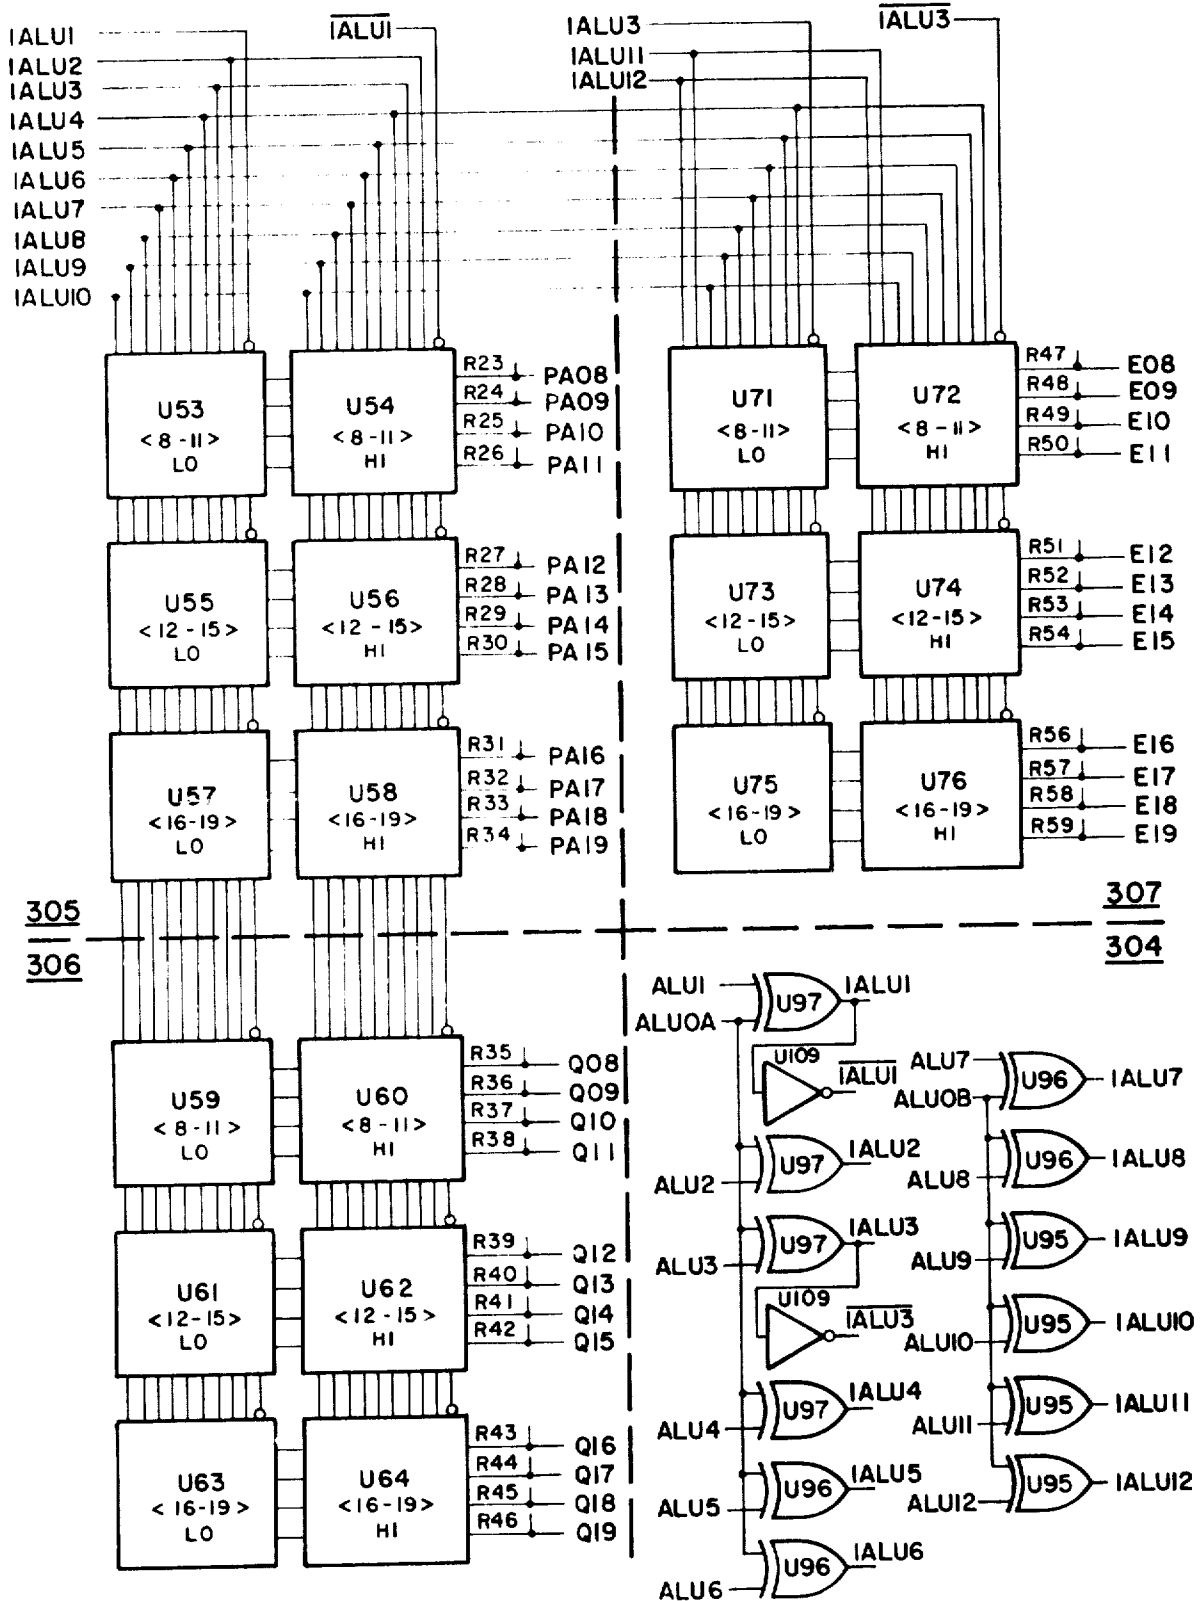 IALU1
IALU2
IALU3
IALU4
IALU5
IALU6
IALU7
IALU8
IALU9
IALU10
IALU1
IALU3
IALU11
IALU12
IALU3
U53
<8-11>
LO
U54
<8-11>
HI
R23 PA08
R24 PA09
R25 PA10
R26 PA11
U55
<12-15>
LO
U56
<12-15>
HI
R27 PA12
R28 PA13
R29 PA14
R30 PA15
U57
<16-19>
LO
U58
<16-19>
HI
R31 PA16
R32 PA17
R33 PA18
R34 PA19
305
306
U71
<8-11>
LO
U72
<8-11>
HI
R47 E08
R48 E09
R49 E10
R50 E11
U73
<12-15>
LO
U74
<12-15>
HI
R51 E12
R52 E13
R53 E14
R54 E15
U75
<16-19>
LO
U76
<16-19>
HI
R56 E16
R57 E17
R58 E18
R59 E19
307
304
U59
<8-11>
LO
U60
<8-11>
HI
R35 Q08
R36 Q09
R37 Q10
R38 Q11
U61
<12-15>
LO
U62
<12-15>
HI
R39 Q12
R40 Q13
R41 Q14
R42 Q15
U63
<16-19>
LO
U64
<16-19>
HI
R43 Q16
R44 Q17
R45 Q18
R46 Q19
ALU1
ALU0A
U97
IALU1
U109
IALU1
ALU2
U97
IALU2
ALU3
U97
IALU3
U109
IALU3
ALU4
U97
IALU4
ALU5
U96
IALU5
ALU6
U96
IALU6
ALU7
ALU0B
U96
IALU7
ALU8
U96
IALU8
ALU9
U95
IALU9
ALU10
U95
IALU10
ALU11
U95
IALU11
ALU12
U95
IALU12